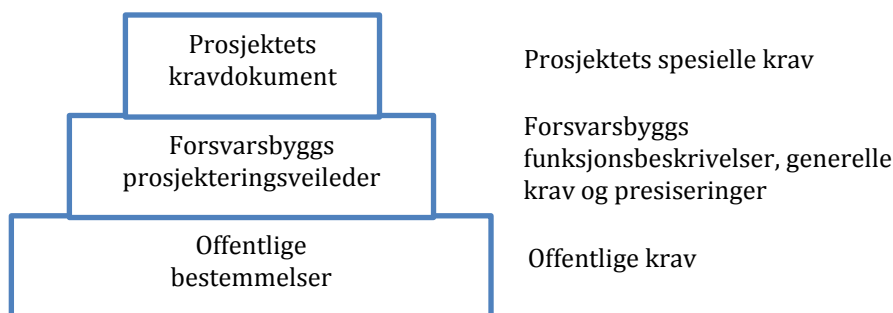 Prosjektets
kravdokument
Prosjektets spesielle krav
Forsvarsbyggs
prosjekteringsveileder
Forsvarsbyggs
funksjonsbeskrivelser, generelle
krav og presiseringer
Offentlige
bestemmelser
Offentlige krav